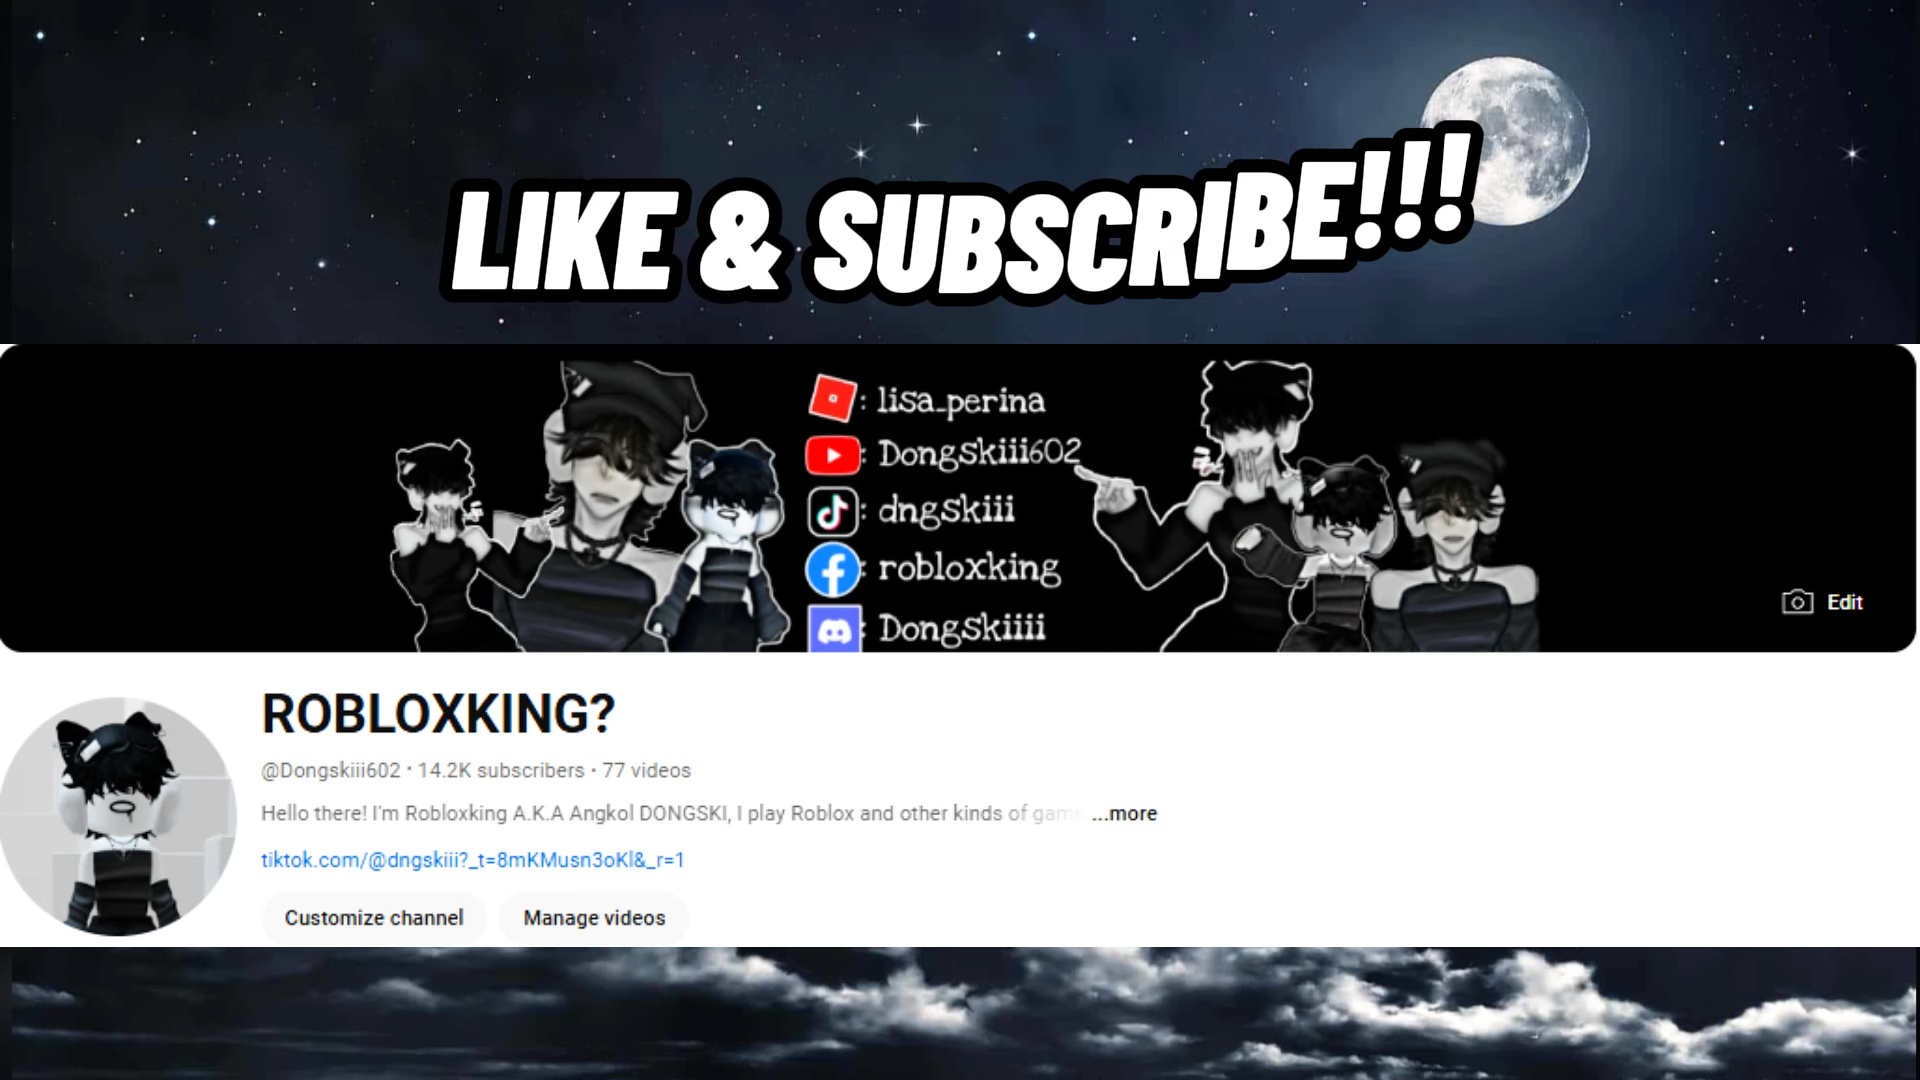 LIKE & SUBSCRIBE!!!
: lisa_perina
: Dongskiii602
: dngskiii
: robloxking
: Dongskiiii
Edit
ROBLOXKING?
@Dongskiii602 • 14.2K subscribers • 77 videos
Hello there! I'm Robloxking A.K.A Angkol DONGSKI, I play Roblox and other kinds of game ...more
tiktok.com/@dngskiii?_t=8mKMusn3oKl&_r=1
Customize channel Manage videos